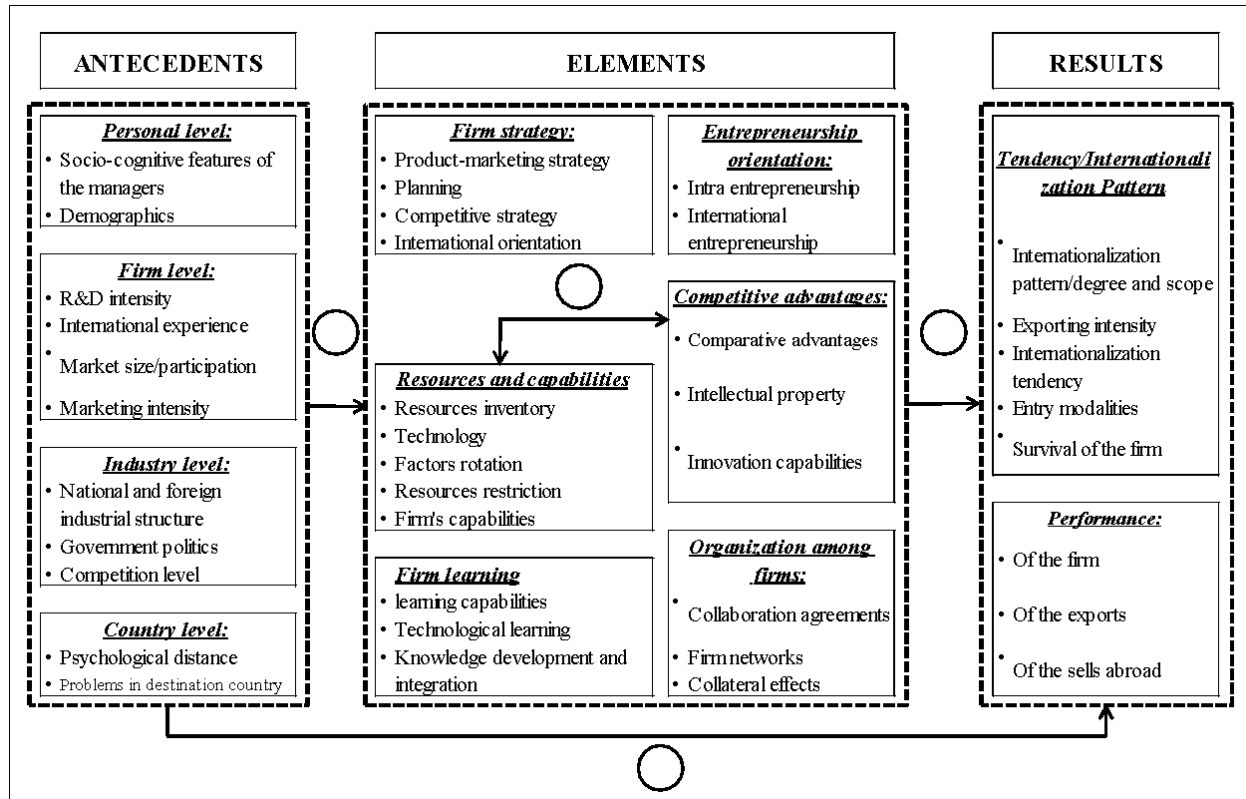 ANTECEDENTS
ELEMENTS
RESULTS
Personal level:
• Socio-cognitive features of
the managers
• Demographics
Firm level:
• R&D intensity
• International experience
•
Market size/participation
• Marketing intensity
Industry level:
• National and foreign
industrial structure
• Government politics
• Competition level
Country level:
• Psychological distance
• Problems in destination country
Firm strategy:
• Product-marketing strategy
• Planning
• Competitive strategy
• International orientation
Entrepreneurship
orientation:
• Intra entrepreneurship
• International
entrepreneurship
Resources and capabilities
• Resources inventory
• Technology
• Factors rotation
• Resources restriction
• Firm's capabilities
Competitive advantages:
• Comparative advantages
• Intellectual property
• Innovation capabilities
Firm learning
• learning capabilities
• Technological learning
• Knowledge development and
integration
Organization among
firms:
•
Collaboration agreements
• Firm networks
• Collateral effects
Tendency/Internationali
zation Pattern
•
Internationalization
pattern/degree and scope
• Exporting intensity
• Internationalization
tendency
• Entry modalities
•
Survival of the firm
Performance:
• Of the firm
• Of the exports
• Of the sells abroad